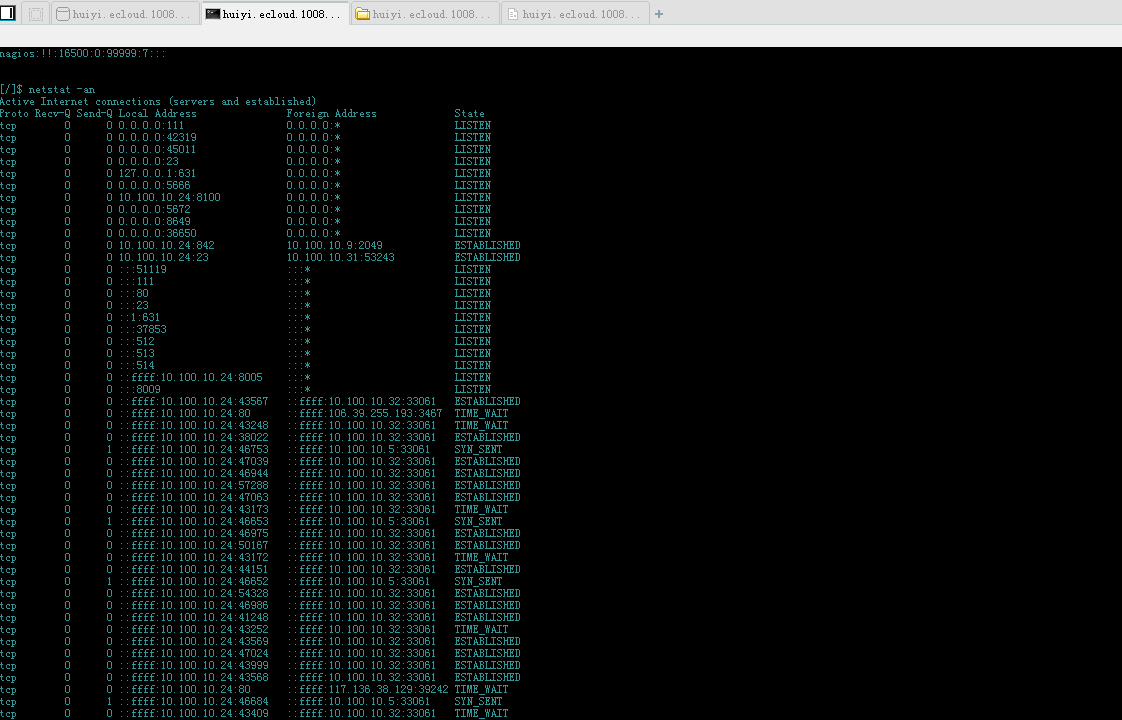 huiyi.ecloud.1008... huiyi.ecloud.1008... huiyi.ecloud.1008... huiyi.ecloud.1008... +
nagios:!!:16500:0:99999:7:::
[/]$ netstat -an
Active Internet connections (servers and established)
Proto Recv-Q Send-Q Local Address Foreign Address State
tcp 0 0 0.0.0.0:111 0.0.0.0:* LISTEN
tcp 0 0 0.0.0.0:42319 0.0.0.0:* LISTEN
tcp 0 0 0.0.0.0:45011 0.0.0.0:* LISTEN
tcp 0 0 0.0.0.0:23 0.0.0.0:* LISTEN
tcp 0 0 127.0.0.1:631 0.0.0.0:* LISTEN
tcp 0 0 0.0.0.0:5666 0.0.0.0:* LISTEN
tcp 0 0 10.100.10.24:8100 0.0.0.0:* LISTEN
tcp 0 0 0.0.0.0:5672 0.0.0.0:* LISTEN
tcp 0 0 0.0.0.0:8649 0.0.0.0:* LISTEN
tcp 0 0 0.0.0.0:36650 0.0.0.0:* LISTEN
tcp 0 0 10.100.10.24:842 10.100.10.9:2049 ESTABLISHED
tcp 0 0 10.100.10.24:23 10.100.10.31:53243 ESTABLISHED
tcp 0 0 :::51119 :::* LISTEN
tcp 0 0 :::111 :::* LISTEN
tcp 0 0 :::80 :::* LISTEN
tcp 0 0 :::23 :::* LISTEN
tcp 0 0 ::1:631 :::* LISTEN
tcp 0 0 :::37853 :::* LISTEN
tcp 0 0 :::512 :::* LISTEN
tcp 0 0 :::513 :::* LISTEN
tcp 0 0 :::514 :::* LISTEN
tcp 0 0 ::ffff:10.100.10.24:8005 :::* LISTEN
tcp 0 0 :::8009 :::* LISTEN
tcp 0 0 ::ffff:10.100.10.24:43567 ::ffff:10.100.10.32:33061 ESTABLISHED
tcp 0 0 ::ffff:10.100.10.24:80 ::ffff:106.39.255.193:3467 TIME_WAIT
tcp 0 0 ::ffff:10.100.10.24:43248 ::ffff:10.100.10.32:33061 TIME_WAIT
tcp 0 0 ::ffff:10.100.10.24:38022 ::ffff:10.100.10.32:33061 ESTABLISHED
tcp 0 1 ::ffff:10.100.10.24:46753 ::ffff:10.100.10.5:33061 SYN_SENT
tcp 0 0 ::ffff:10.100.10.24:47039 ::ffff:10.100.10.32:33061 ESTABLISHED
tcp 0 0 ::ffff:10.100.10.24:46944 ::ffff:10.100.10.32:33061 ESTABLISHED
tcp 0 0 ::ffff:10.100.10.24:57288 ::ffff:10.100.10.32:33061 ESTABLISHED
tcp 0 0 ::ffff:10.100.10.24:47063 ::ffff:10.100.10.32:33061 ESTABLISHED
tcp 0 0 ::ffff:10.100.10.24:43173 ::ffff:10.100.10.32:33061 TIME_WAIT
tcp 0 1 ::ffff:10.100.10.24:46653 ::ffff:10.100.10.5:33061 SYN_SENT
tcp 0 0 ::ffff:10.100.10.24:46975 ::ffff:10.100.10.32:33061 ESTABLISHED
tcp 0 0 ::ffff:10.100.10.24:50167 ::ffff:10.100.10.32:33061 ESTABLISHED
tcp 0 0 ::ffff:10.100.10.24:43172 ::ffff:10.100.10.32:33061 TIME_WAIT
tcp 0 0 ::ffff:10.100.10.24:44151 ::ffff:10.100.10.32:33061 ESTABLISHED
tcp 0 1 ::ffff:10.100.10.24:46652 ::ffff:10.100.10.5:33061 SYN_SENT
tcp 0 0 ::ffff:10.100.10.24:54328 ::ffff:10.100.10.32:33061 ESTABLISHED
tcp 0 0 ::ffff:10.100.10.24:46986 ::ffff:10.100.10.32:33061 ESTABLISHED
tcp 0 0 ::ffff:10.100.10.24:41248 ::ffff:10.100.10.32:33061 ESTABLISHED
tcp 0 0 ::ffff:10.100.10.24:43252 ::ffff:10.100.10.32:33061 TIME_WAIT
tcp 0 0 ::ffff:10.100.10.24:43569 ::ffff:10.100.10.32:33061 ESTABLISHED
tcp 0 0 ::ffff:10.100.10.24:47024 ::ffff:10.100.10.32:33061 ESTABLISHED
tcp 0 0 ::ffff:10.100.10.24:43999 ::ffff:10.100.10.32:33061 ESTABLISHED
tcp 0 0 ::ffff:10.100.10.24:43568 ::ffff:10.100.10.32:33061 ESTABLISHED
tcp 0 0 ::ffff:10.100.10.24:80 ::ffff:117.136.38.129:39242 TIME_WAIT
tcp 0 1 ::ffff:10.100.10.24:46684 ::ffff:10.100.10.5:33061 SYN_SENT
tcp 0 0 ::ffff:10.100.10.24:43409 ::ffff:10.100.10.32:33061 TIME_WAIT